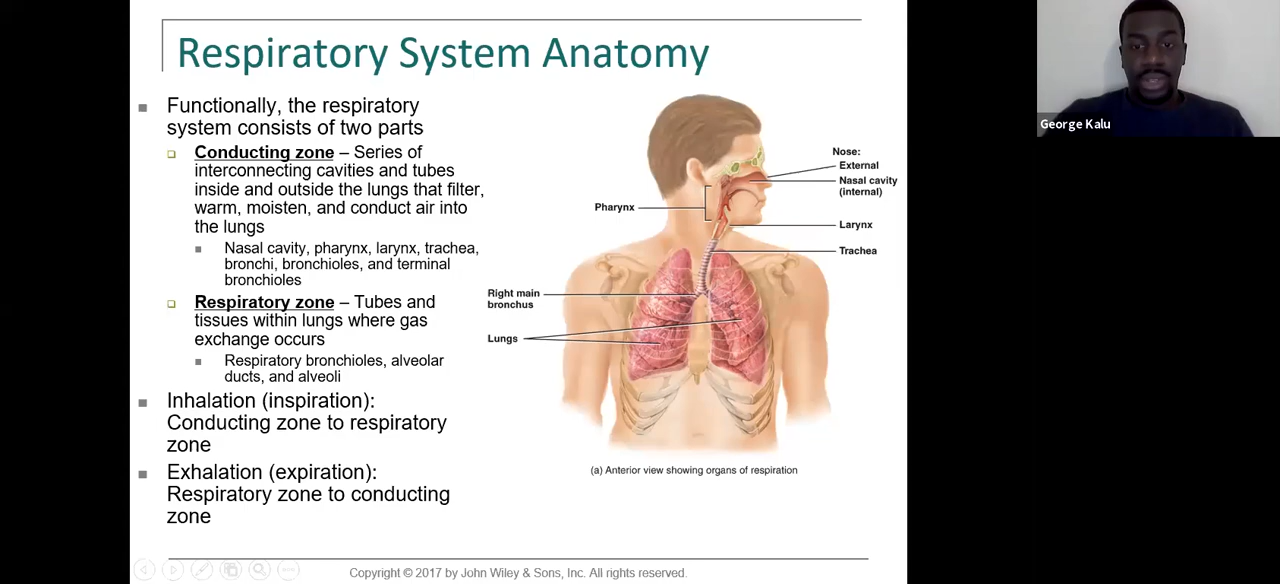 Respiratory System Anatomy
Functionally, the respiratory
system consists of two parts
Conducting zone – Series of
interconnecting cavities and tubes
inside and outside the lungs that filter,
warm, moisten, and conduct air into
the lungs
Nasal cavity, pharynx, larynx, trachea,
bronchi, bronchioles, and terminal
bronchioles
Respiratory zone – Tubes and
tissues within lungs where gas
exchange occurs
Respiratory bronchioles, alveolar
ducts, and alveoli
Inhalation (inspiration):
Conducting zone to respiratory
zone
Exhalation (expiration):
Respiratory zone to conducting
zone
Nose:
External
Nasal cavity
(internal)
Pharynx
Larynx
Trachea
Right main
bronchus
Lungs
(a) Anterior view showing organs of respiration
Copyright © 2017 by John Wiley & Sons, Inc. All rights reserved.
George Kalu